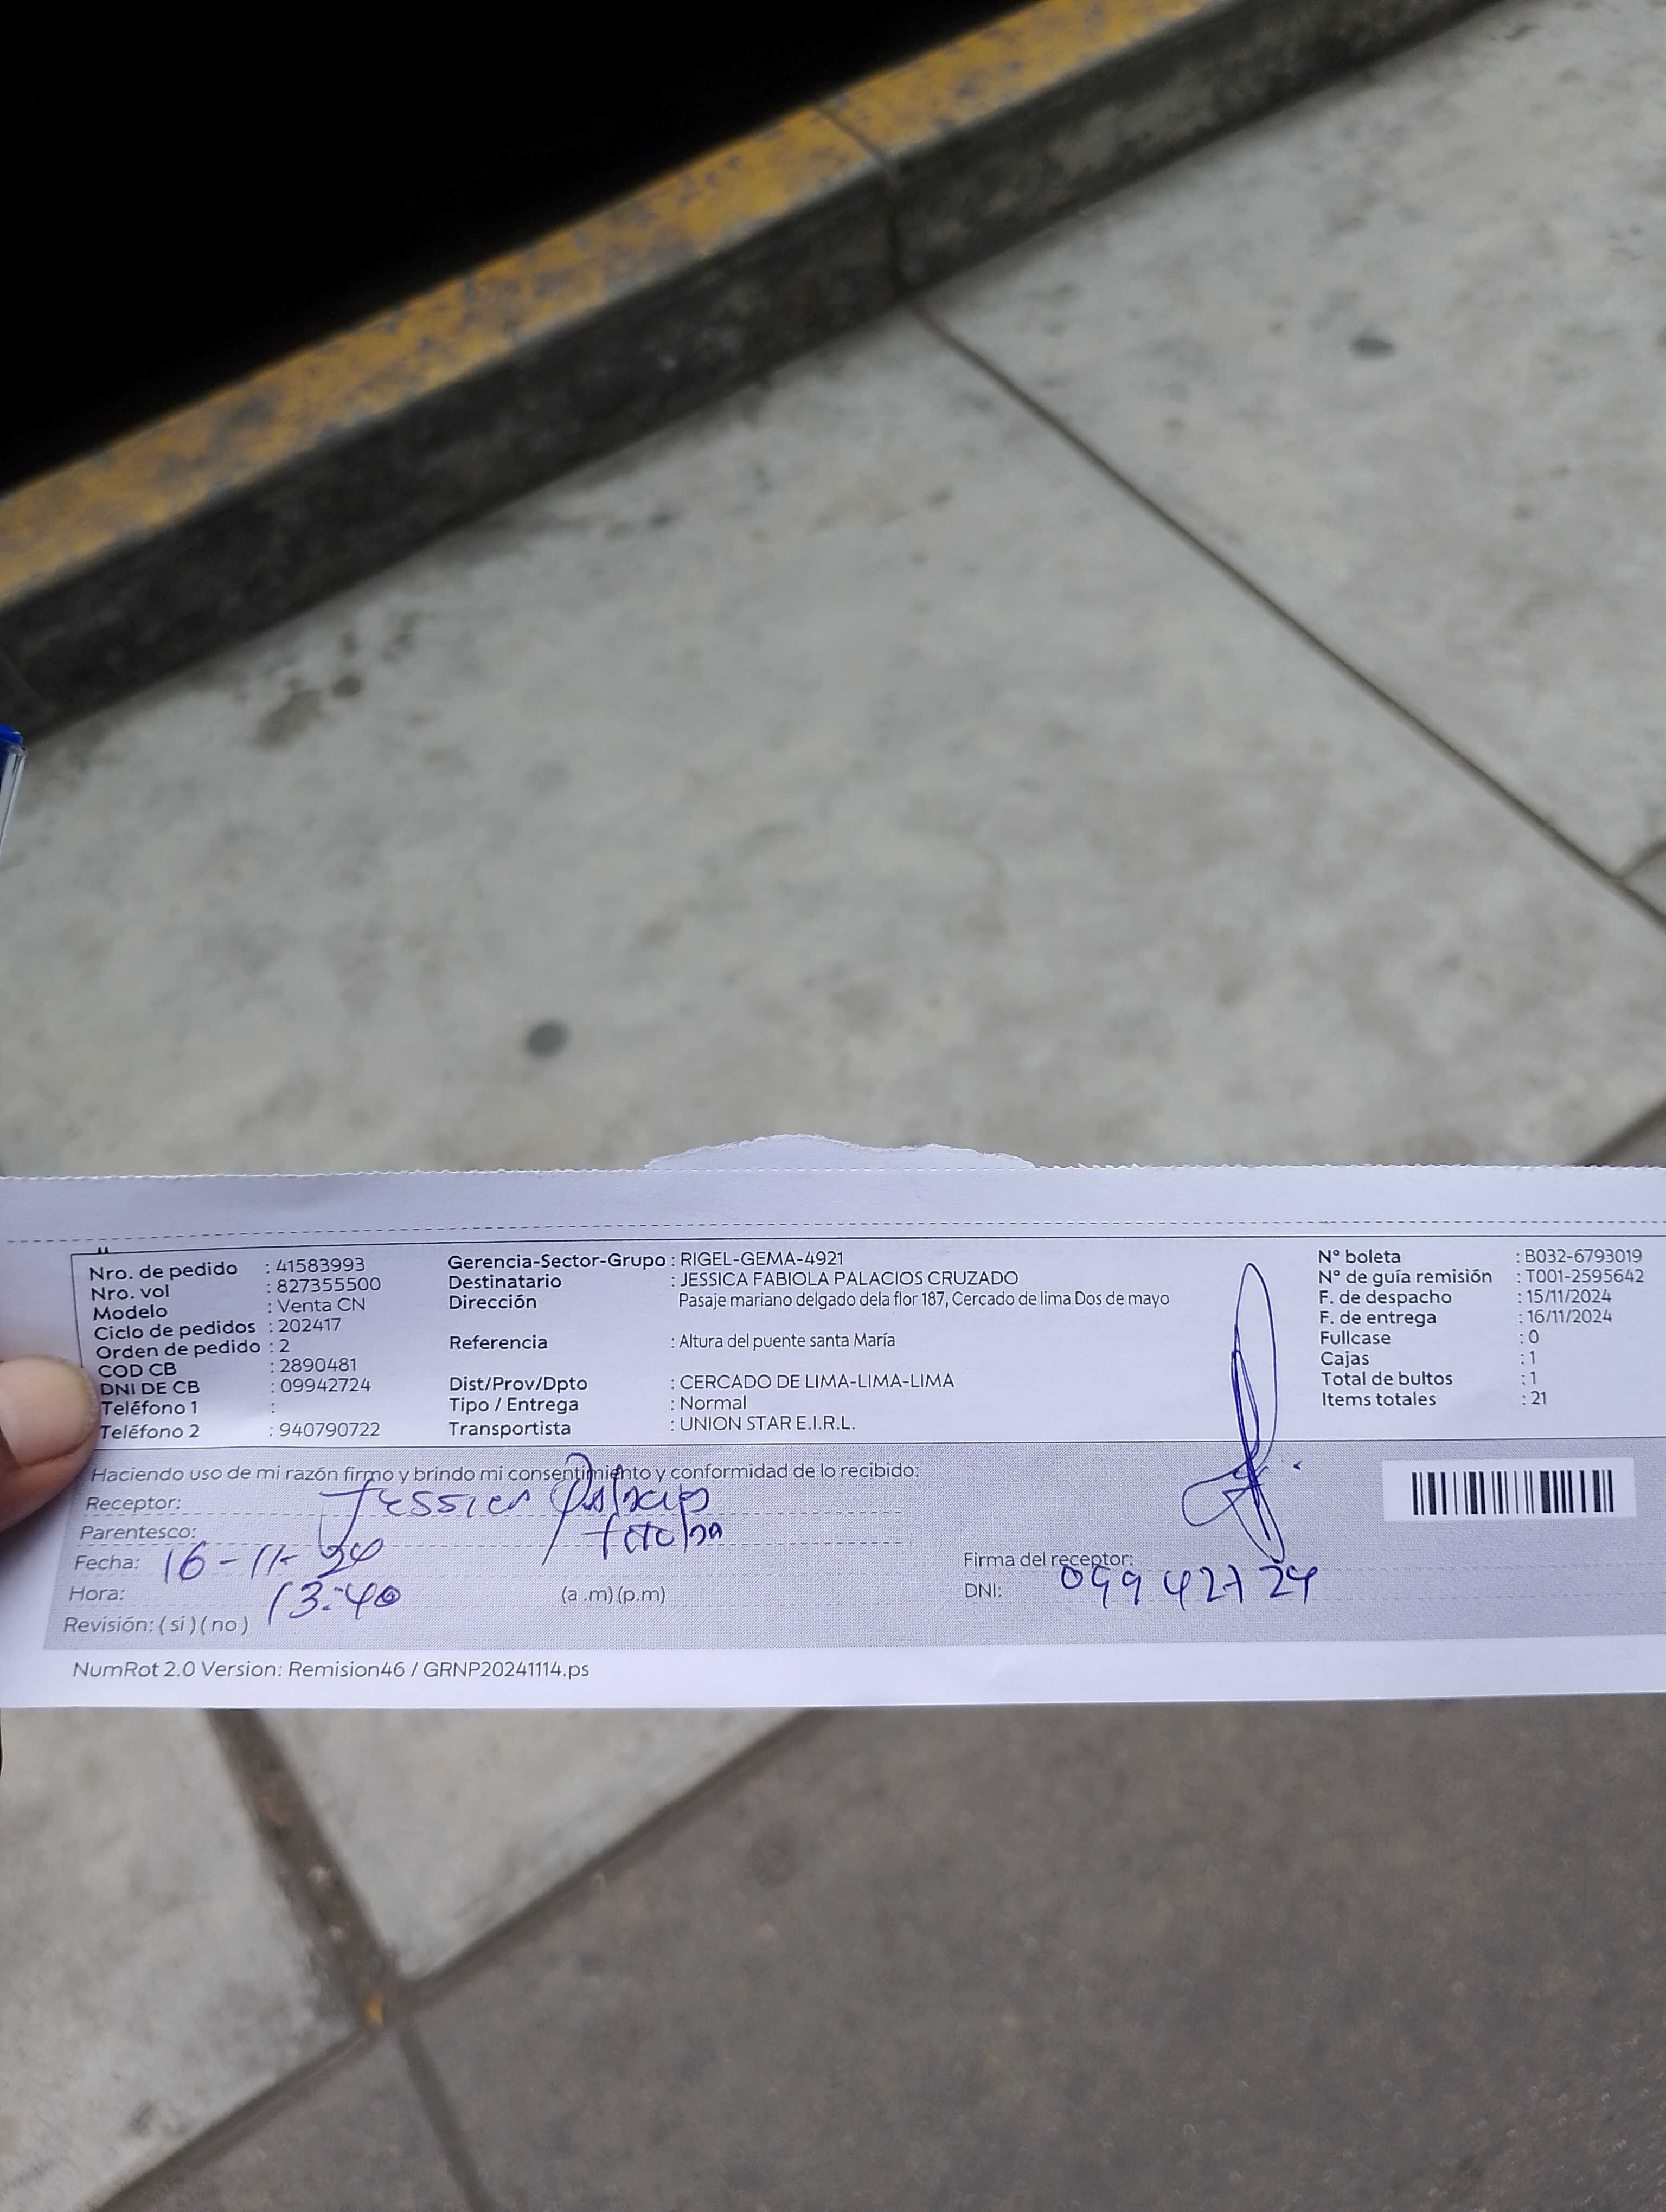 Nro. de pedido : 41583993
Nro. vol : 827355500
Modelo : Venta CN
Ciclo de pedidos : 202417
Orden de pedido : 2
COD CB : 2890481
DNI DE CB : 09942724
Teléfono 1 :
Teléfono 2 : 940790722
Gerencia-Sector-Grupo : RIGEL-GEMA-4921
Destinatario : JESSICA FABIOLA PALACIOS CRUZADO
Dirección Pasaje mariano delgado dela flor 187, Cercado de lima Dos de mayo
Referencia : Altura del puente santa María
Dist/Prov/Dpto : CERCADO DE LIMA-LIMA-LIMA
Tipo / Entrega : Normal
Transportista : UNION STAR E.I.R.L.
N° boleta : B032-6793019
N° de guía remisión : T001-2595642
F. de despacho : 15/11/2024
F. de entrega : 16/11/2024
Fullcase : 0
Cajas : 1
Total de bultos : 1
Items totales : 21
Haciendo uso de mi razón firmo y brindo mi consentimiento y conformidad de lo recibido:
Receptor: Jessica Palacios
Parentesco:
Fecha: 16-11-24
Hora: 13:40 (a .m) (p.m)
Revisión: ( si ) ( no )
Firma del receptor:
DNI: 09942724
NumRot 2.0 Version: Remision46 / GRNP20241114.ps